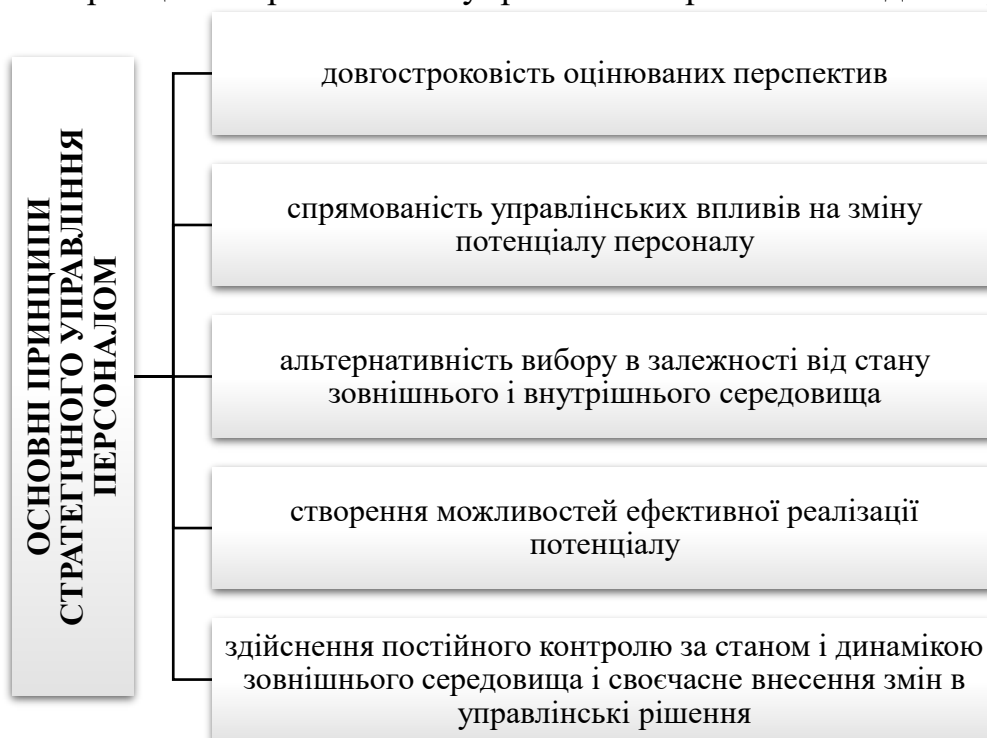 ОСНОВНІ ПРИНЦИПИ
СТРАТЕГІЧНОГО УПРАВЛІННЯ
ПЕРСОНАЛОМ
довгостроковість оцінюваних перспектив
спрямованість управлінських впливів на зміну
потенціалу персоналу
альтернативність вибору в залежності від стану
зовнішнього і внутрішнього середовища
створення можливостей ефективної реалізації
потенціалу
здійснення постійного контролю за станом і динамікою
зовнішнього середовища і своєчасне внесення змін в
управлінські рішення